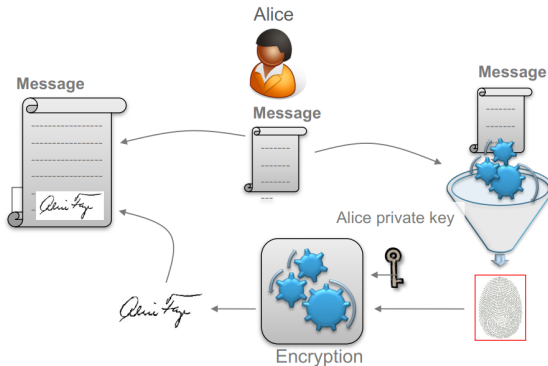 Alice
Message
Message
Message
Alice private key
Encryption